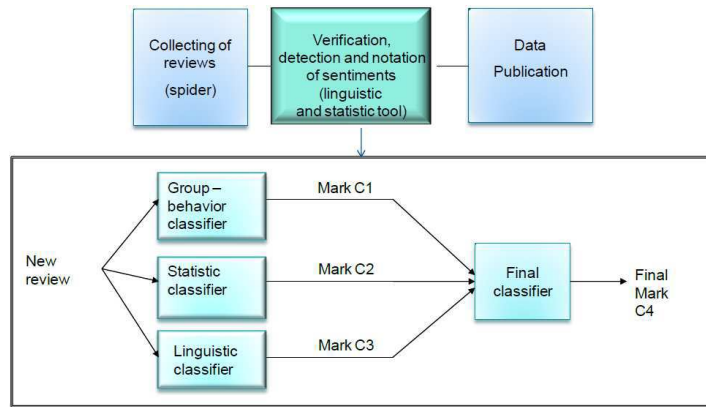 Collecting of
reviews
(spider)
Verification,
detection and notation
of sentiments
(linguistic
and statistic tool)
Data
Publication
Group –
behavior
classifier
Mark C1
New
review
Statistic
classifier
Mark C2
Final
classifier
Final
Mark
C4
Linguistic
classifier
Mark C3